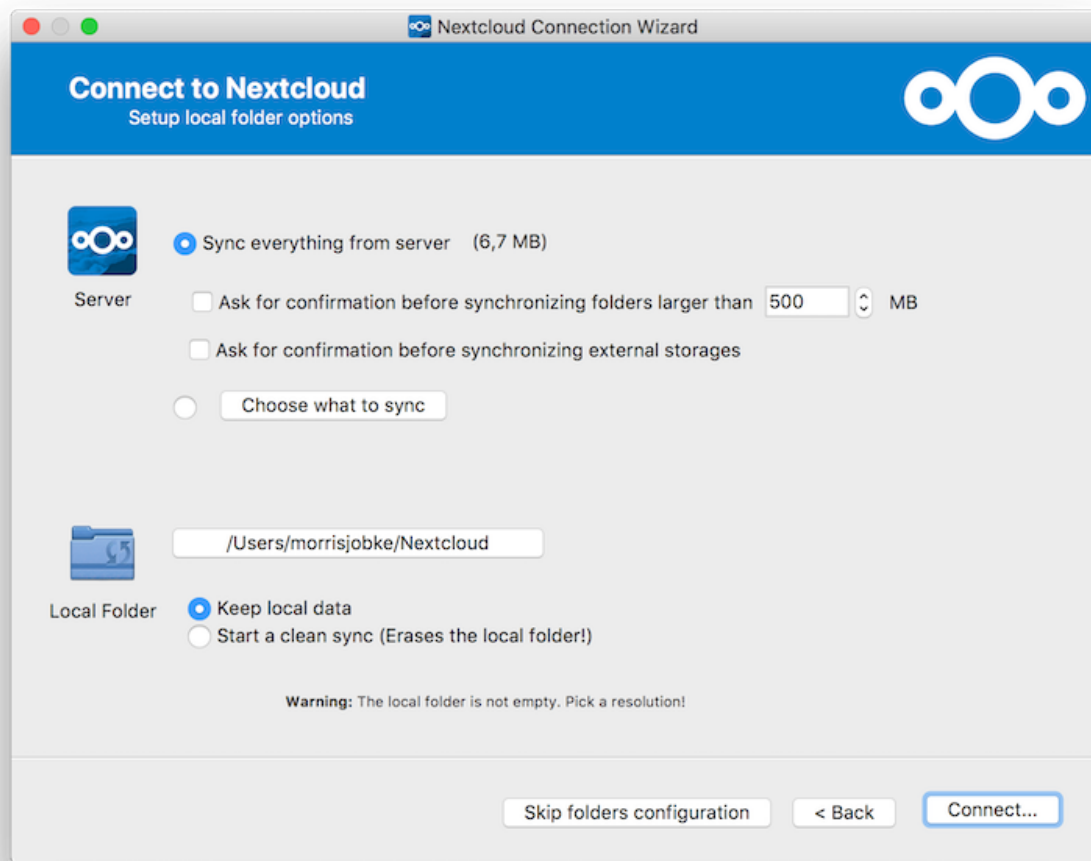 Nextcloud Connection Wizard
Connect to Nextcloud
Setup local folder options
Sync everything from server (6,7 MB)
Server
Ask for confirmation before synchronizing folders larger than 500 MB
Ask for confirmation before synchronizing external storages
Choose what to sync
/Users/morrisjobke/Nextcloud
Local Folder
Keep local data
Start a clean sync (Erases the local folder!)
Warning: The local folder is not empty. Pick a resolution!
Skip folders configuration < Back Connect...